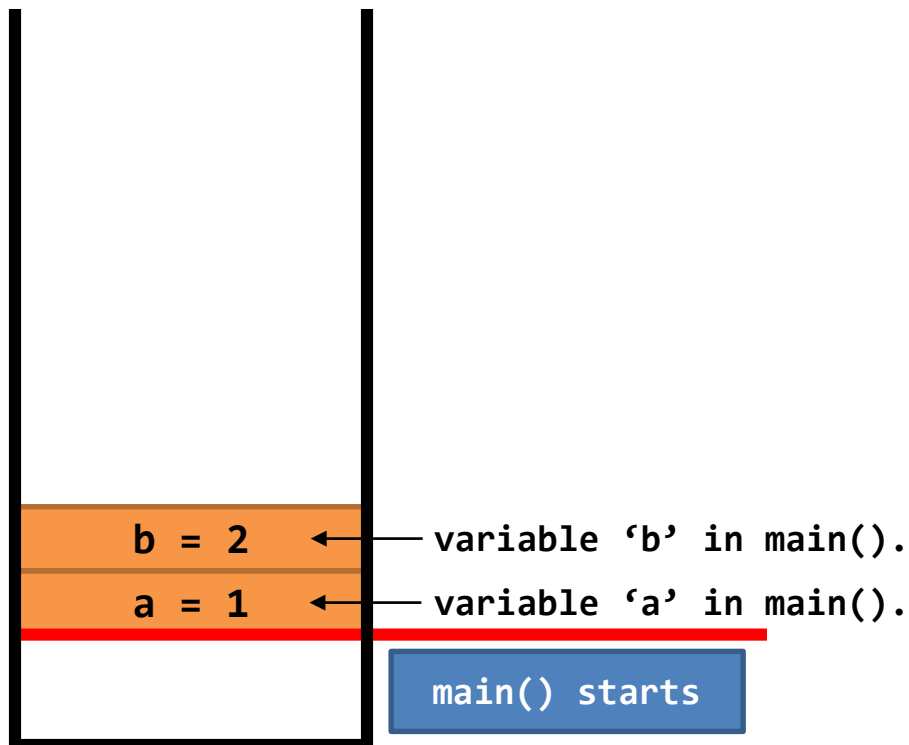 b = 2
variable ‘b’ in main().
a = 1
variable ‘a’ in main().
main() starts